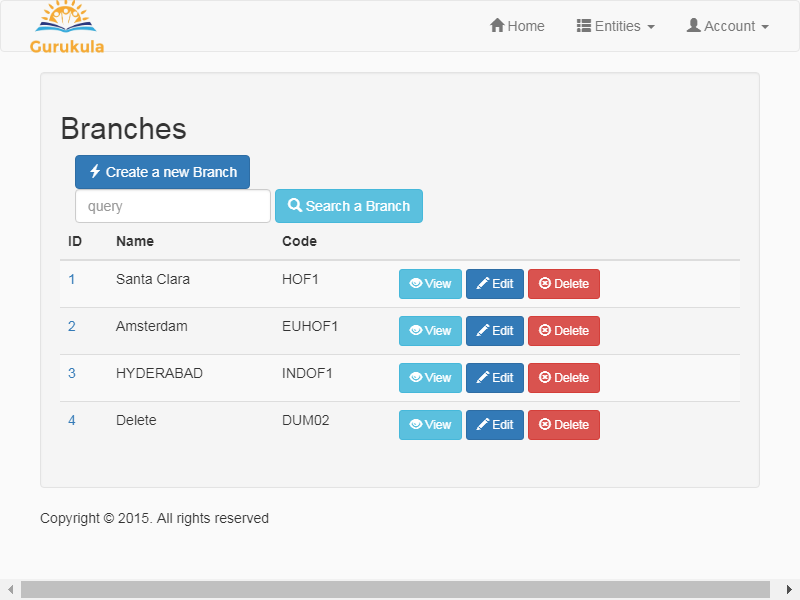 Gurukula
Home Entities Account
Branches
Create a new Branch
query Search a Branch
ID Name Code
1 Santa Clara HOF1 View Edit Delete
2 Amsterdam EUHOF1 View Edit Delete
3 HYDERABAD INDOF1 View Edit Delete
4 Delete DUM02 View Edit Delete
Copyright © 2015. All rights reserved